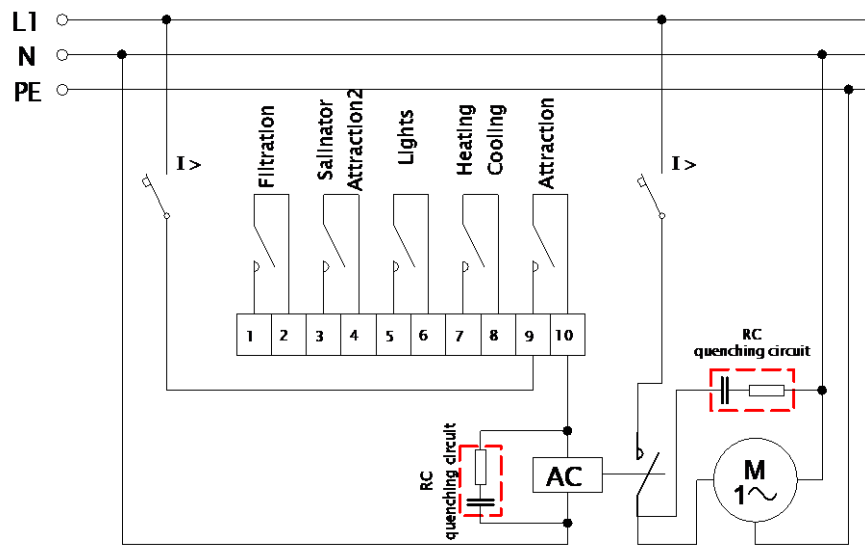 L1
N
PE
I >
I >
Filtration
Salinator
Attraction2
Lights
Heating
Cooling
Attraction
1 2 3 4 5 6 7 8 9 10
RC
quenching circuit
RC
quenching circuit
AC
M
1~